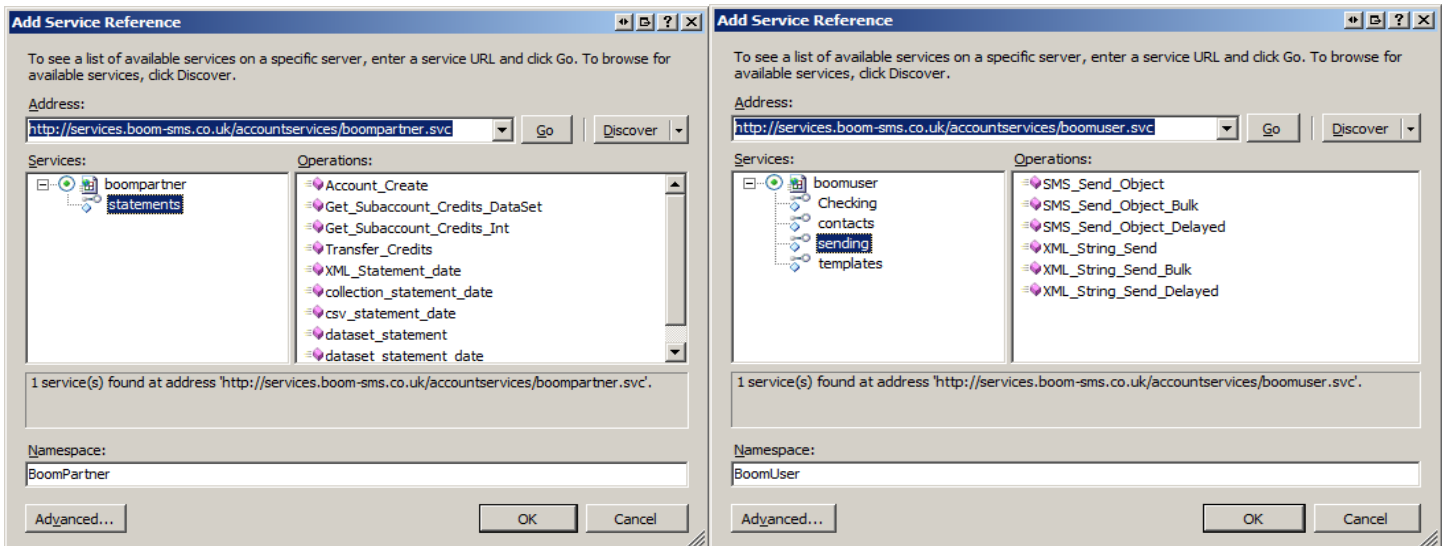 Add Service Reference
To see a list of available services on a specific server, enter a service URL and click Go. To browse for
available services, click Discover.
Address:
http://services.boom-sms.co.uk/accountservices/boompartner.svc
Go
Discover
Services:
Operations:
boompartner
statements
Account_Create
Get_Subaccount_Credits_DataSet
Get_Subaccount_Credits_Int
Transfer_Credits
XML_Statement_date
collection_statement_date
csv_statement_date
dataset_statement
dataset_statement_date
1 service(s) found at address 'http://services.boom-sms.co.uk/accountservices/boompartner.svc'.
Namespace:
BoomPartner
Advanced...
OK
Cancel
Add Service Reference
To see a list of available services on a specific server, enter a service URL and click Go. To browse for
available services, click Discover.
Address:
http://services.boom-sms.co.uk/accountservices/boomuser.svc
Go
Discover
Services:
Operations:
boomuser
Checking
contacts
sending
templates
SMS_Send_Object
SMS_Send_Object_Bulk
SMS_Send_Object_Delayed
XML_String_Send
XML_String_Send_Bulk
XML_String_Send_Delayed
1 service(s) found at address 'http://services.boom-sms.co.uk/accountservices/boomuser.svc'.
Namespace:
BoomUser
Advanced...
OK
Cancel